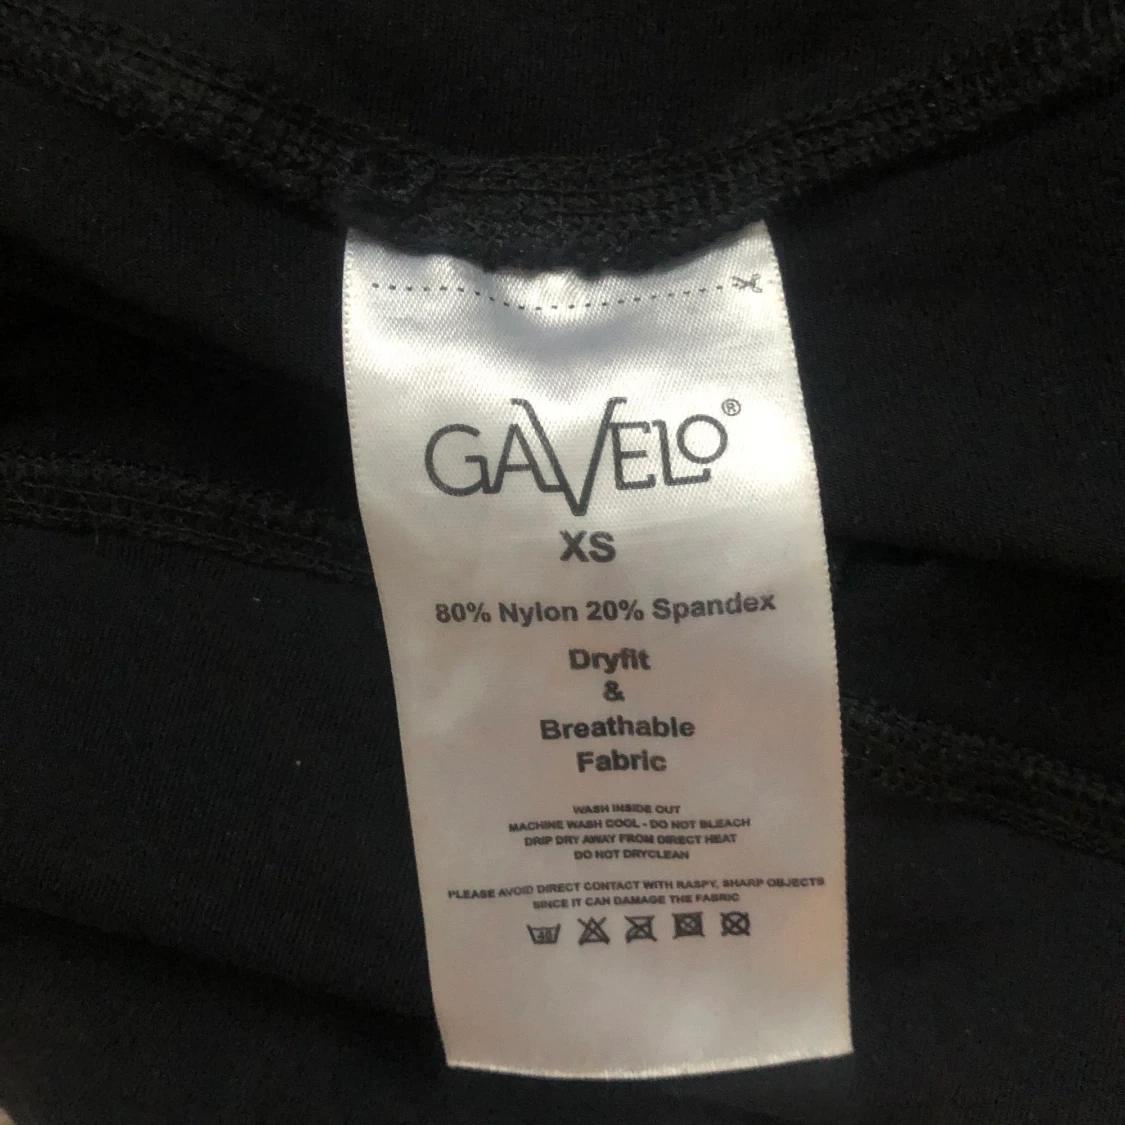 GAVELO®
XS
80% Nylon 20% Spandex
Dryfit
&
Breathable
Fabric
WASH INSIDE OUT
MACHINE WASH COOL - DO NOT BLEACH
DRIP DRY AWAY FROM DIRECT HEAT
DO NOT DRYCLEAN
PLEASE AVOID DIRECT CONTACT WITH RASPY, SHARP OBJECTS
SINCE IT CAN DAMAGE THE FABRIC